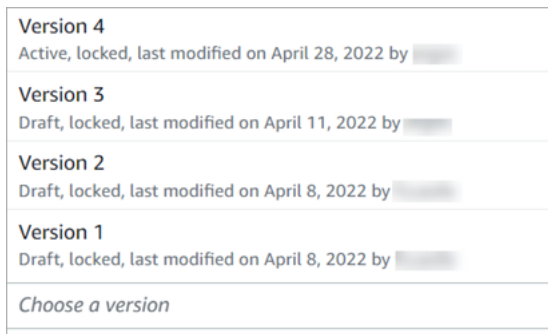 Version 4
Active, locked, last modified on April 28, 2022 by
Version 3
Draft, locked, last modified on April 11, 2022 by
Version 2
Draft, locked, last modified on April 8, 2022 by
Version 1
Draft, locked, last modified on April 8, 2022 by
Choose a version